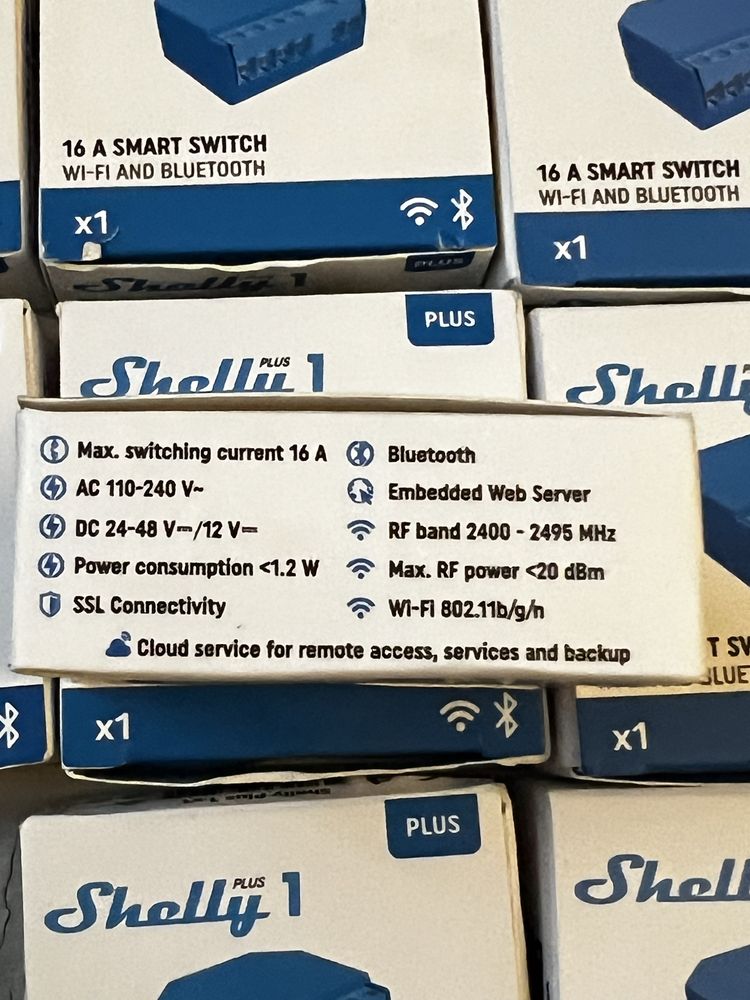 16 A SMART SWITCH
WI-FI AND BLUETOOTH
x1
16 A SMART SWITCH
WI-FI AND BLUETOOTH
x1
Shelly 1
PLUS
PLUS
Shelly PLUS 1
Shelly
Max. switching current 16 A
AC 110-240 V~
DC 24-48 V⎓/12 V⎓
Power consumption <1.2 W
SSL Connectivity
Bluetooth
Embedded Web Server
RF band 2400 - 2495 MHz
Max. RF power <20 dBm
Wi-Fi 802.11b/g/n
Cloud service for remote access, services and backup
x1
x1
PLUS
Shelly PLUS 1
Shell